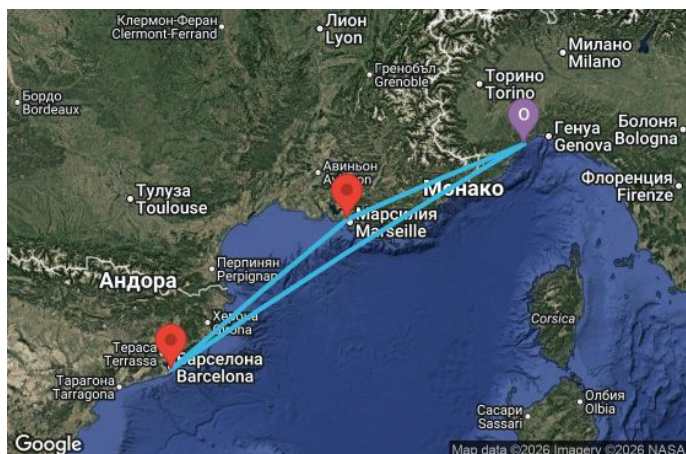 Клермон-Феран
Clermont-Ferrand
Лион
Lyon
Милано
Milano
Гренобъл
Grenoble
Торино
Torino
Бордо
Bordeaux
O
Генуа
Genova
Болоня
Bologna
Авиньон
Тулуза
Toulouse
Монако
Флоренция
Firenze
Марсилия
Marseille
Перпинян
Perpignan
Андора
Херона
Girona
Corsica
Тераса
Terrassa
Барселона
Barcelona
Тарагона
Tarragona
Олбия
Olbia
Сасари
Sassari
Google
Map data ©2026 Imagery ©2026 NASA